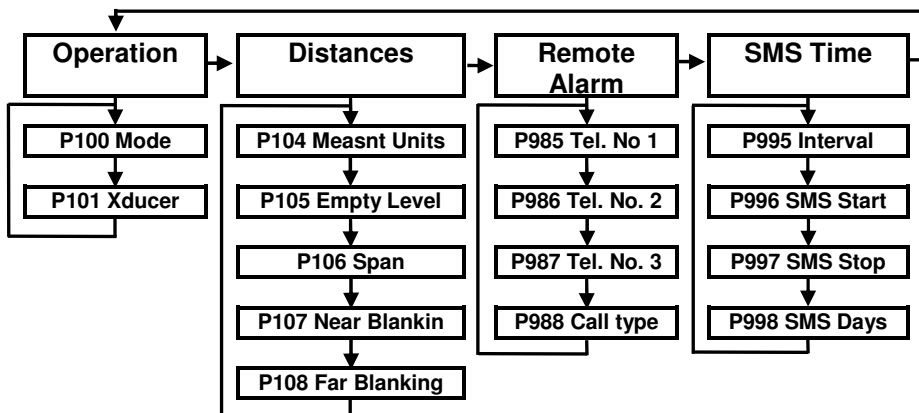 Operation
Distances
Remote
Alarm
SMS Time
P100 Mode
P101 Xducer
P104 Measnt Units
P105 Empty Level
P106 Span
P107 Near Blankin
P108 Far Blanking
P985 Tel. No 1
P986 Tel. No. 2
P987 Tel. No. 3
P988 Call type
P995 Interval
P996 SMS Start
P997 SMS Stop
P998 SMS Days